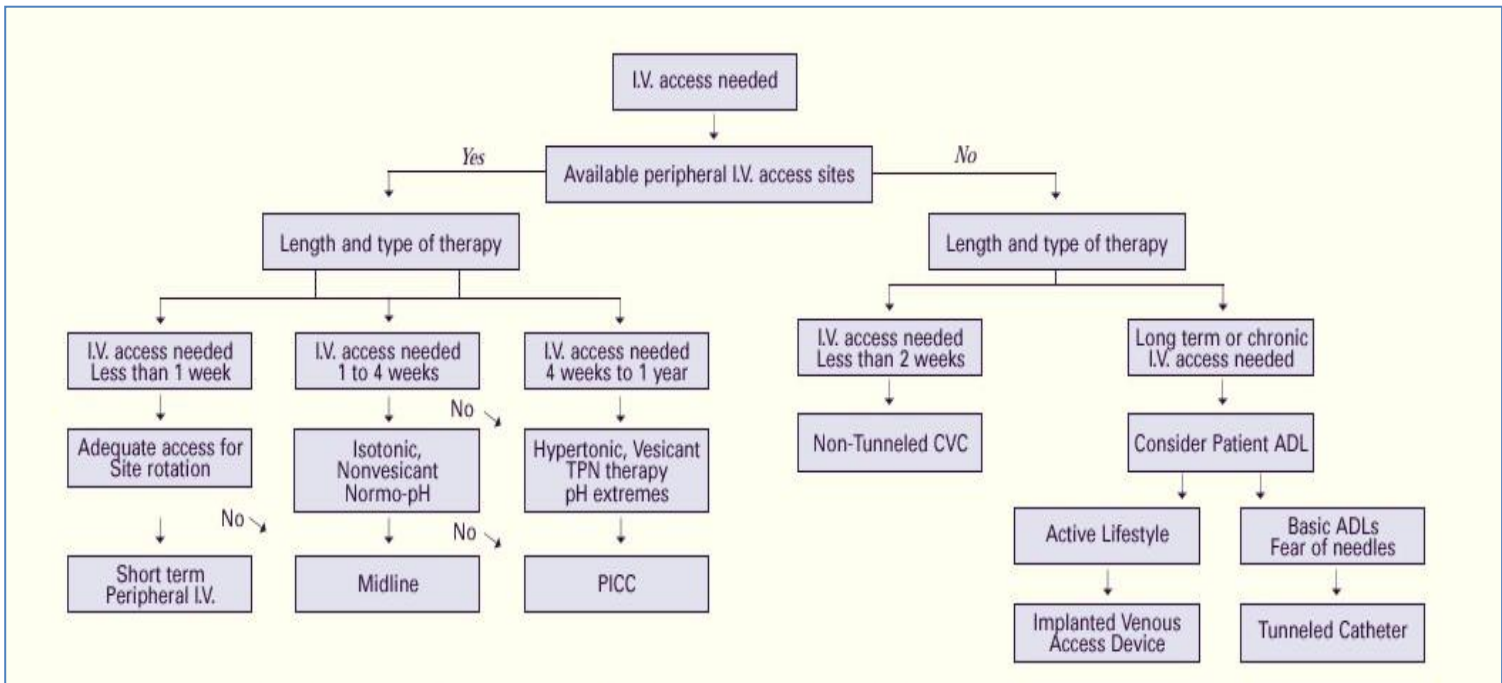 I.V. access needed
Yes
Available peripheral I.V. access sites
No
Length and type of therapy
Length and type of therapy
I.V. access needed
Less than 1 week
I.V. access needed
1 to 4 weeks
I.V. access needed
4 weeks to 1 year
I.V. access needed
Less than 2 weeks
Long term or chronic
I.V. access needed
No
Adequate access for
Site rotation
Isotonic,
Nonvesicant
Normo-pH
Hypertonic, Vesicant
TPN therapy
pH extremes
Non-Tunneled CVC
Consider Patient ADL
No
No
Active Lifestyle
Basic ADLs
Fear of needles
Short term
Peripheral I.V.
Midline
PICC
Implanted Venous
Access Device
Tunneled Catheter